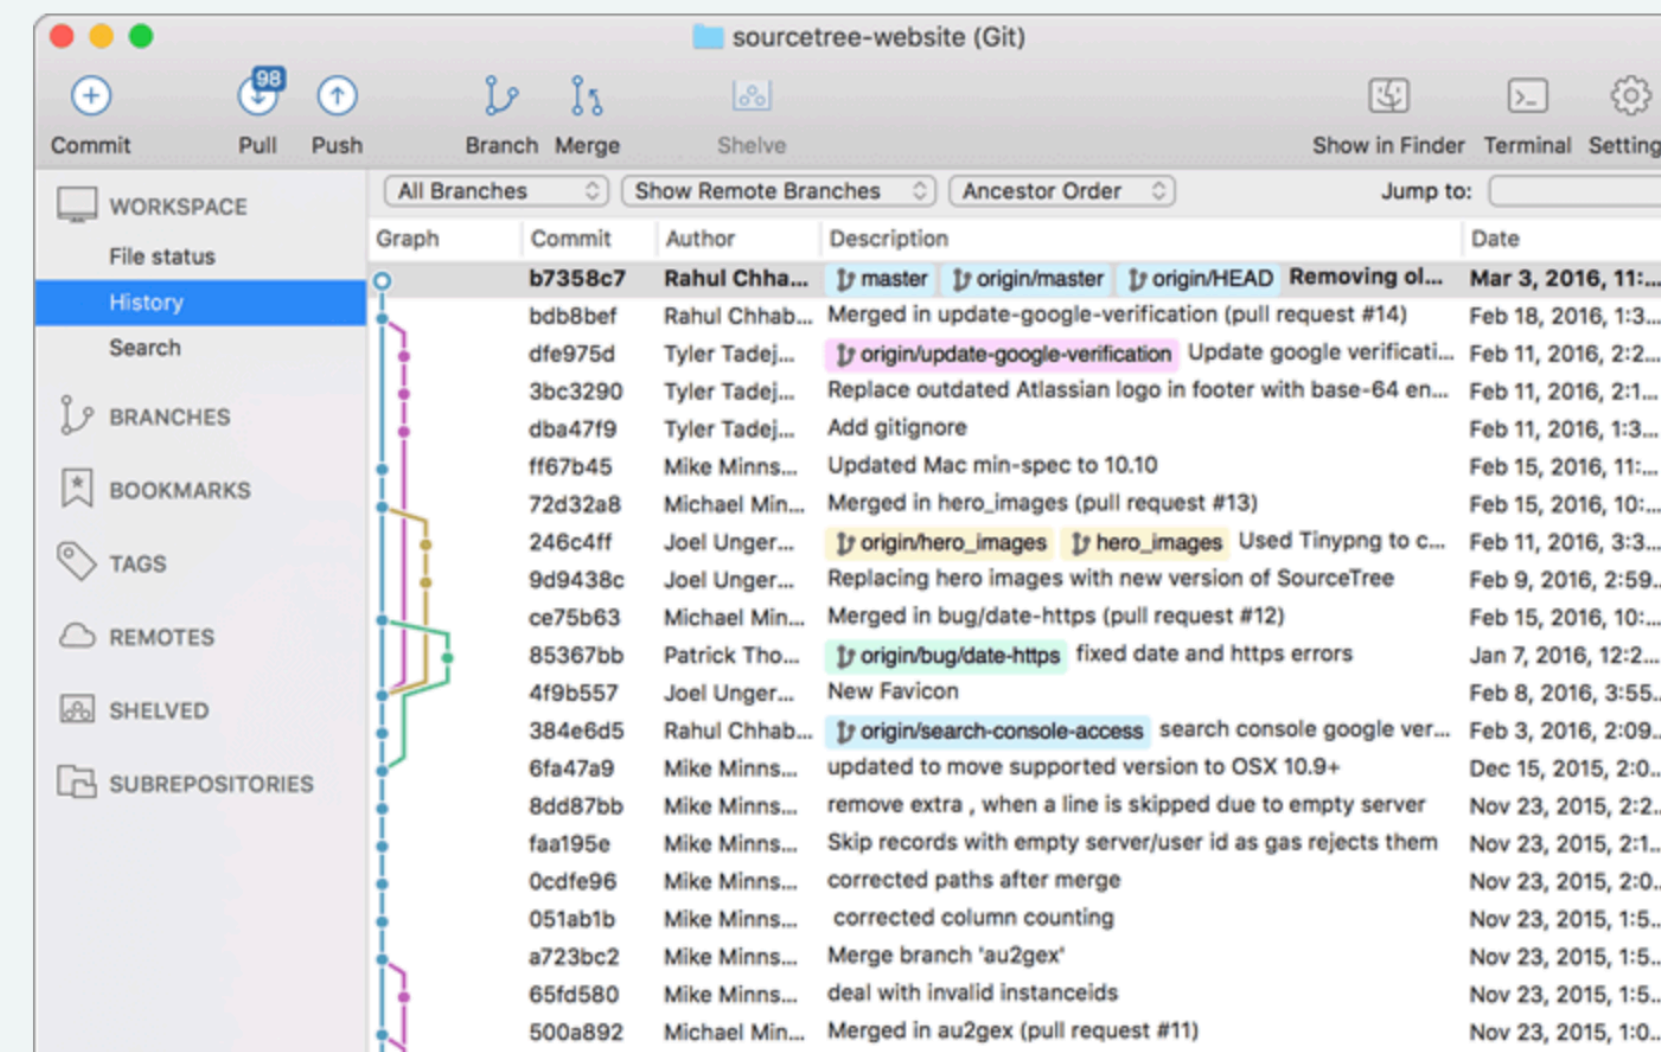 sourcetree-website (Git)
98
Commit Pull Push Branch Merge Shelve Show in Finder Terminal Setting
WORKSPACE
File status
History
Search
BRANCHES
BOOKMARKS
TAGS
REMOTES
SHELVED
SUBREPOSITORIES
All Branches Show Remote Branches Ancestor Order Jump to:
Graph Commit Author Description Date
b7358c7 Rahul Chha... master origin/master origin/HEAD Removing ol... Mar 3, 2016, 11:...
bdb8bef Rahul Chhab... Merged in update-google-verification (pull request #14) Feb 18, 2016, 1:3...
dfe975d Tyler Tadej... origin/update-google-verification Update google verificati... Feb 11, 2016, 2:2...
3bc3290 Tyler Tadej... Replace outdated Atlassian logo in footer with base-64 en... Feb 11, 2016, 2:1...
dba47f9 Tyler Tadej... Add gitignore Feb 11, 2016, 1:3...
ff67b45 Mike Minns... Updated Mac min-spec to 10.10 Feb 15, 2016, 11:...
72d32a8 Michael Min... Merged in hero_images (pull request #13) Feb 15, 2016, 10:...
246c4ff Joel Unger... origin/hero_images hero_images Used Tinypng to c... Feb 11, 2016, 3:3...
9d9438c Joel Unger... Replacing hero images with new version of SourceTree Feb 9, 2016, 2:59...
ce75b63 Michael Min... Merged in bug/date-https (pull request #12) Feb 15, 2016, 10:...
85367bb Patrick Tho... origin/bug/date-https fixed date and https errors Jan 7, 2016, 12:2...
4f9b557 Joel Unger... New Favicon Feb 8, 2016, 3:55...
384e6d5 Rahul Chhab... origin/search-console-access search console google ver... Feb 3, 2016, 2:09...
6fa47a9 Mike Minns... updated to move supported version to OSX 10.9+ Dec 15, 2015, 2:0...
8dd87bb Mike Minns... remove extra , when a line is skipped due to empty server Nov 23, 2015, 2:2...
faa195e Mike Minns... Skip records with empty server/user id as gas rejects them Nov 23, 2015, 2:1...
0cdfe96 Mike Minns... corrected paths after merge Nov 23, 2015, 2:0...
051ab1b Mike Minns... corrected column counting Nov 23, 2015, 1:5...
a723bc2 Mike Minns... Merge branch 'au2gex' Nov 23, 2015, 1:5...
65fd580 Mike Minns... deal with invalid instanceids Nov 23, 2015, 1:5...
500a892 Michael Min... Merged in au2gex (pull request #11) Nov 23, 2015, 1:0...